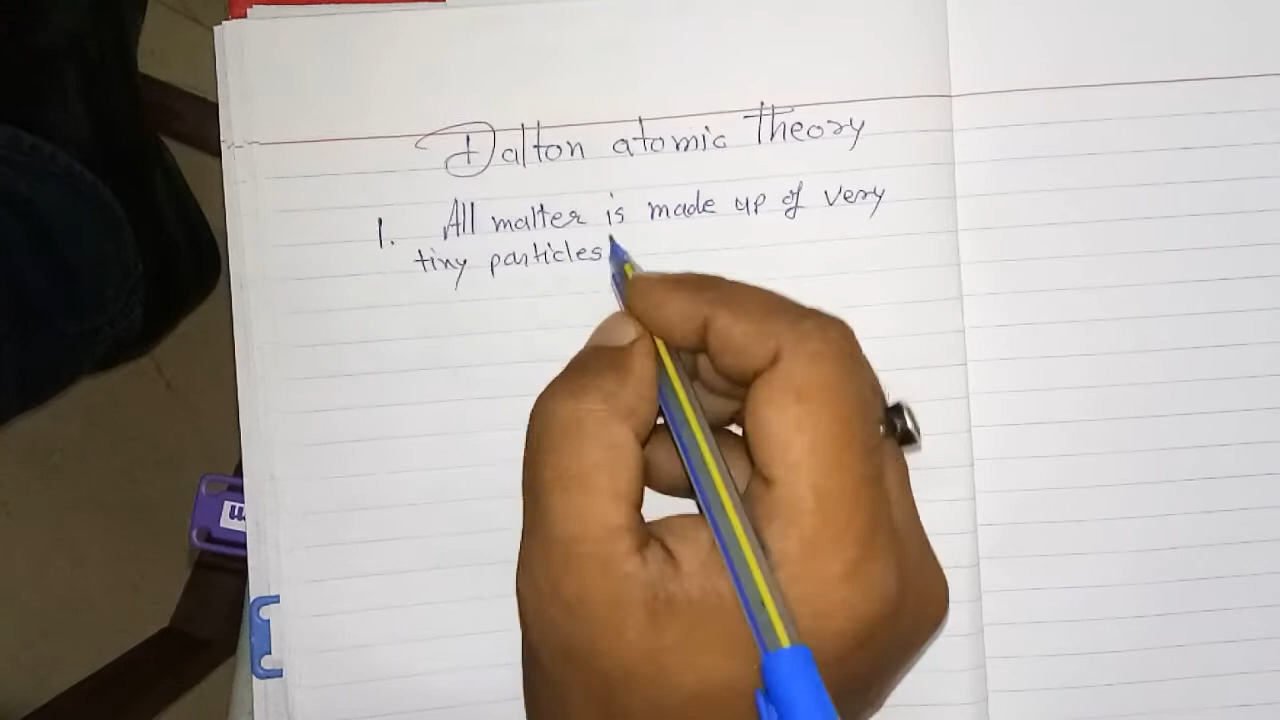 Dalton atomic theory
1. All matter is made up of very
tiny particles